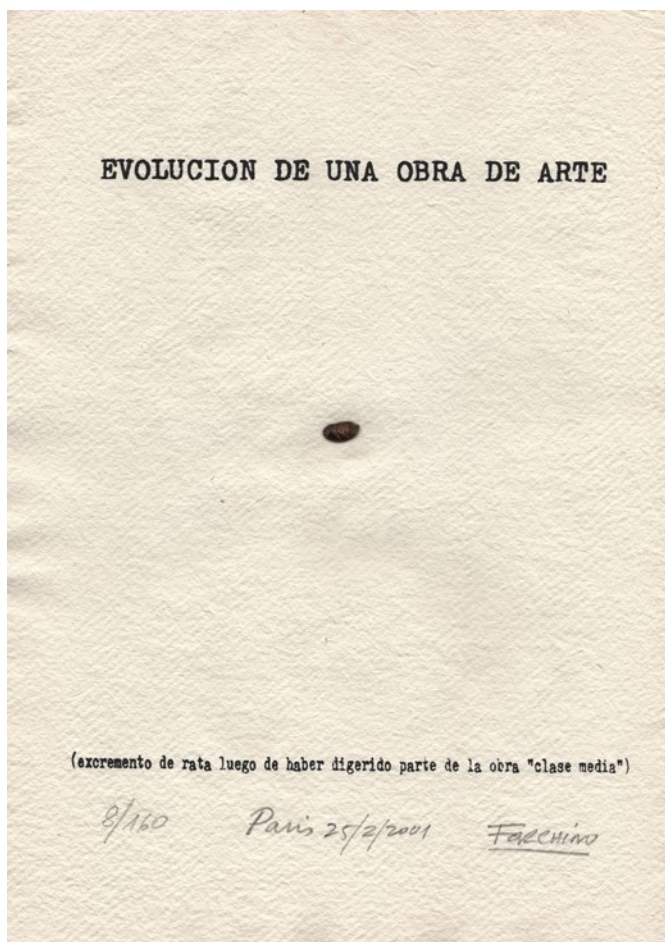 EVOLUCION DE UNA OBRA DE ARTE
(excremento de rata luego de haber digerido parte de la obra "clase media")
8/160 Paris 25/2/2001 Forchino